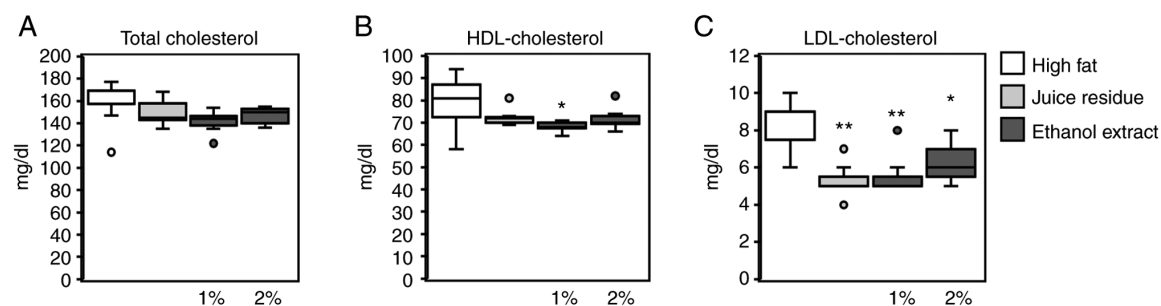 A
Total cholesterol
mg/dl
200
180
160
140
120
100
80
60
40
20
0
1% 2%
B
HDL-cholesterol
mg/dl
100
90
80
70
60
50
40
30
20
10
0
*
1% 2%
C
LDL-cholesterol
mg/dl
12
10
8
6
4
2
0
** ** *
1% 2%
High fat
Juice residue
Ethanol extract